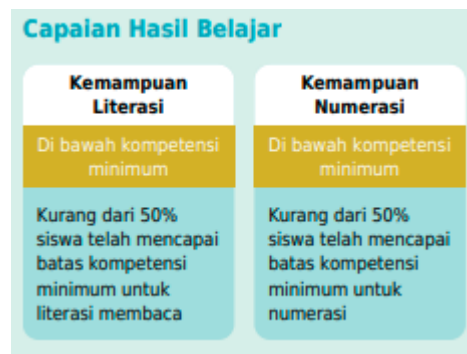 Capaian Hasil Belajar
Kemampuan
Literasi
Di bawah kompetensi
minimum
Kurang dari 50%
siswa telah mencapai
batas kompetensi
minimum untuk
literasi membaca
Kemampuan
Numerasi
Di bawah kompetensi
minimum
Kurang dari 50%
siswa telah mencapai
batas kompetensi
minimum untuk
numerasi